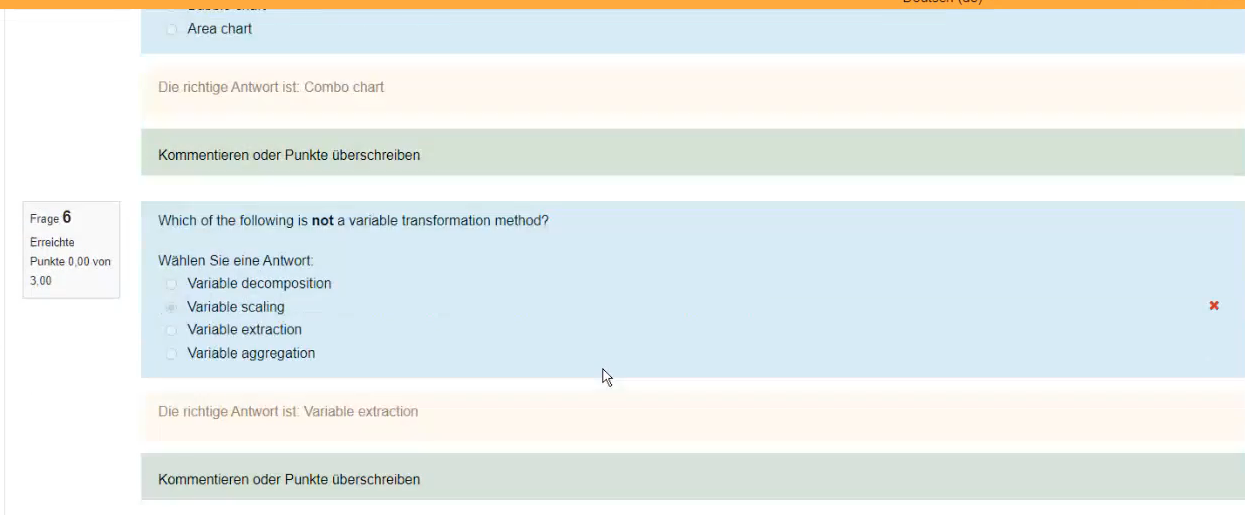 Area chart
Die richtige Antwort ist: Combo chart
Kommentieren oder Punkte überschreiben
Frage 6
Erreichte
Punkte 0,00 von
3,00
Which of the following is not a variable transformation method?
Wählen Sie eine Antwort:
Variable decomposition
Variable scaling
Variable extraction
Variable aggregation
Die richtige Antwort ist: Variable extraction
Kommentieren oder Punkte überschreiben